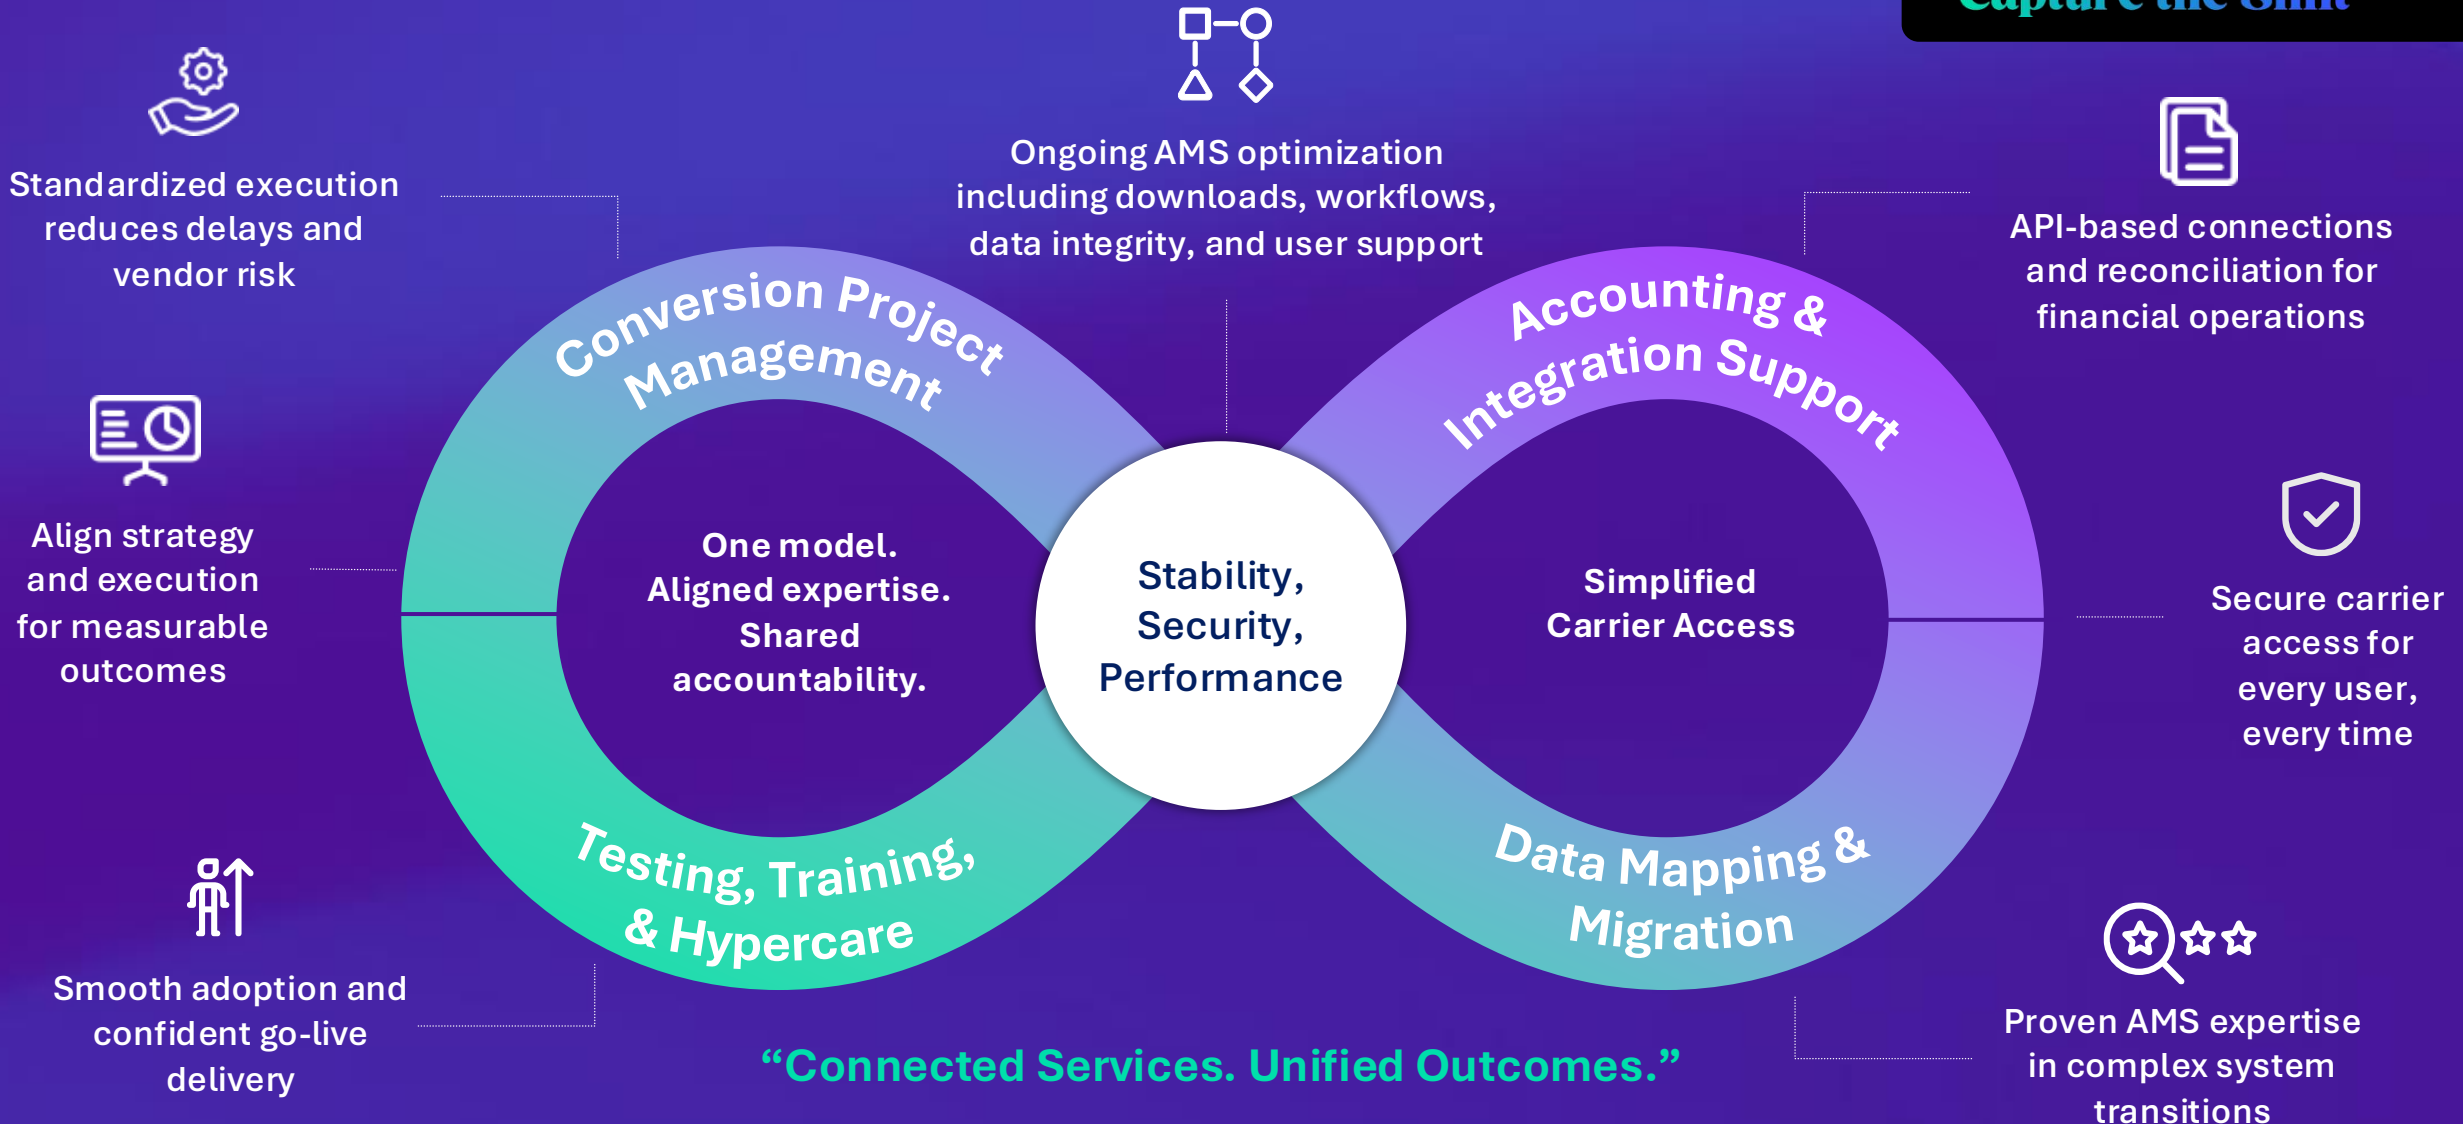 Capture the Shift
Standardized execution
reduces delays and
vendor risk
Ongoing AMS optimization
including downloads, workflows,
data integrity, and user support
API-based connections
and reconciliation for
financial operations
Conversion Project
Management
Accounting &
Integration Support
Align strategy
and execution
for measurable
outcomes
One model.
Aligned expertise.
Shared
accountability.
Stability,
Security,
Performance
Simplified
Carrier Access
Secure carrier
access for
every user,
every time
Testing, Training,
& Hypercare
Data Mapping &
Migration
Smooth adoption and
confident go-live
delivery
“Connected Services. Unified Outcomes.”
Proven AMS expertise
in complex system
transitions